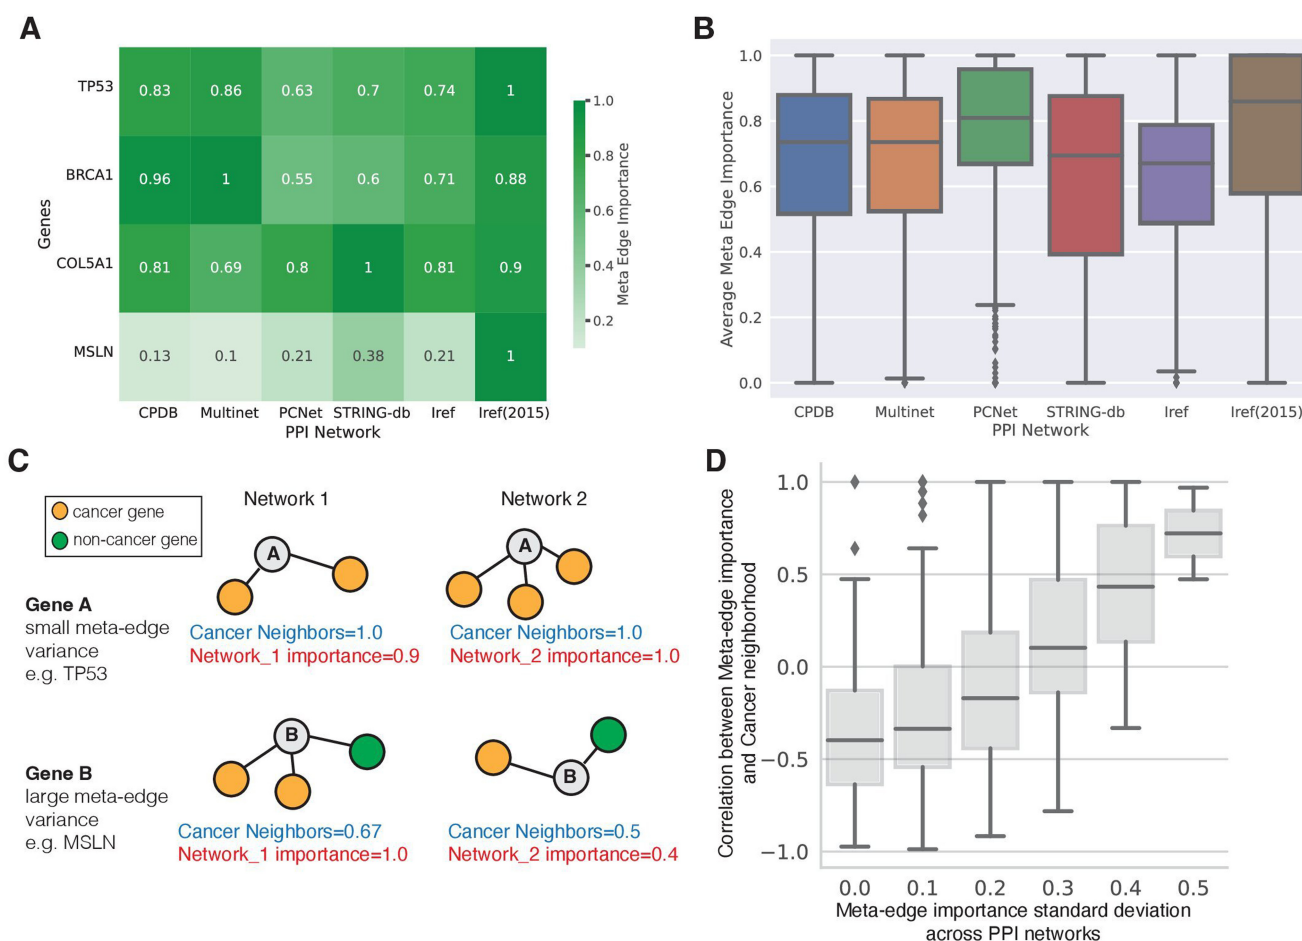 A
Genes
TP53
BRCA1
COL5A1
MSLN
0.83 0.86 0.63 0.7 0.74 1
0.96 1 0.55 0.6 0.71 0.88
0.81 0.69 0.8 1 0.81 0.9
0.13 0.1 0.21 0.38 0.21 1
CPDB Multinet PCNet STRING-db Iref Iref(2015)
PPI Network
1.0
0.8
0.6
0.4
0.2
Meta Edge Importance
B
Average Meta Edge Importance
1.0
0.8
0.6
0.4
0.2
0.0
CPDB Multinet PCNet STRING-db Iref Iref(2015)
PPI Network
C
cancer gene
non-cancer gene
Network 1
Network 2
A
A
Gene A
small meta-edge
variance
e.g. TP53
Cancer Neighbors=1.0
Network_1 importance=0.9
Cancer Neighbors=1.0
Network_2 importance=1.0
B
B
Gene B
large meta-edge
variance
e.g. MSLN
Cancer Neighbors=0.67
Network_1 importance=1.0
Cancer Neighbors=0.5
Network_2 importance=0.4
D
Correlation between Meta-edge importance
and Cancer neighborhood
1.0
0.5
0.0
−0.5
−1.0
0.0 0.1 0.2 0.3 0.4 0.5
Meta-edge importance standard deviation
across PPI networks